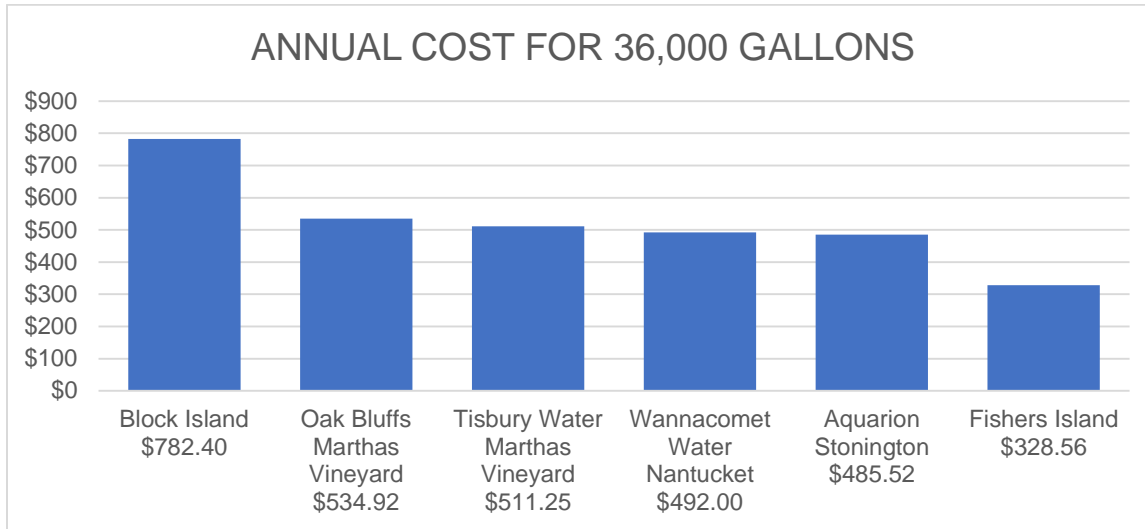 ANNUAL COST FOR 36,000 GALLONS
$900
$800
$700
$600
$500
$400
$300
$200
$100
$0
Block Island
$782.40
Oak Bluffs
Marthas
Vineyard
$534.92
Tisbury Water
Marthas
Vineyard
$511.25
Wannacomet
Water
Nantucket
$492.00
Aquarion
Stonington
$485.52
Fishers Island
$328.56